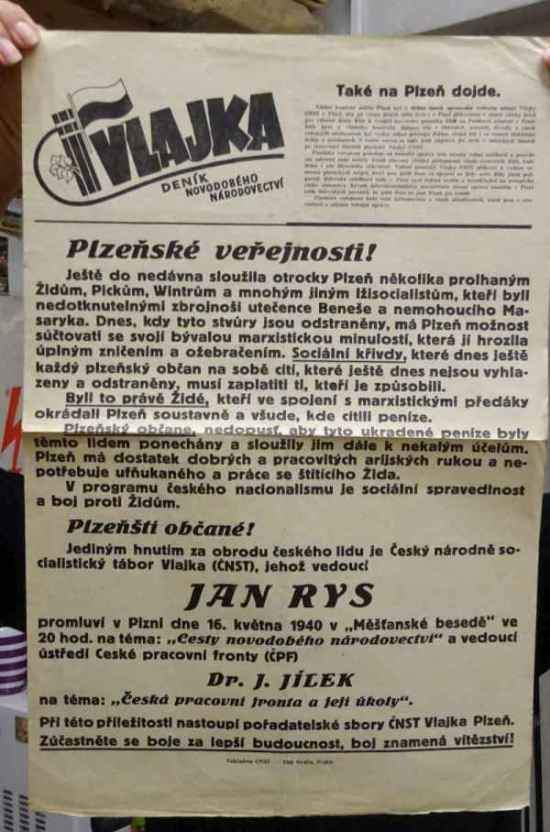 VLAJKA
DENÍK
NOVODOBÉHO
NÁRODOVECTVÍ
Také na Plzeň dojde.
Plzeňské veřejnosti!
Ještě do nedávna sloužila otrocky Plzeň několika prolhaným
Židům, Pickům, Wintrům a mnohým jiným lžisocialistům, kteří byli
nedotknutelnými zbrojnoši utečence Beneše a nemohoucího Ma-
saryka. Dnes, kdy tyto stvůry jsou odstraněny, má Plzeň možnost
súčtovati se svojí bývalou marxistickou minulostí, která jí hrozila
úplným zničením a ožebračením. Sociální křivdy, které dnes ještě
každý plzeňský občan na sobě cítí, které ještě dnes nejsou vyhla-
zeny a odstraněny, musí zaplatiti ti, kteří je způsobili.
Byli to právě Židé, kteří ve spojení s marxistickými předáky
okrádali Plzeň soustavně a všude, kde cítili peníze.
Plzeňský občane, nedopusť, aby tyto ukradené peníze byly
těmto lidem ponechány a sloužily jim dále k nekalým účelům.
Plzeň má dostatek dobrých a pracovitých arijských rukou a ne-
potřebuje ufňukaného a práce se štítícího Žida.
V programu českého nacionalismu je sociální spravedlnost
a boj proti Židům.
Plzeňští občané!
Jediným hnutím za obrodu českého lidu je Český národně so-
cialistický tábor Vlajka (ČNST), jehož vedoucí
JAN RYS
promluví v Plzni dne 16. května 1940 v „Měšťanské besedě" ve
20 hod. na téma: „Cesty novodobého národovectví" a vedoucí
ústředí České pracovní fronty (ČPF)
Dr. J. JÍLEK
na téma: „Česká pracovní fronta a její úkoly".
Při této příležitosti nastoupí pořadatelské sbory ČNST Vlajka Plzeň.
Zúčastněte se boje za lepší budoucnost, boj znamená vítězství!